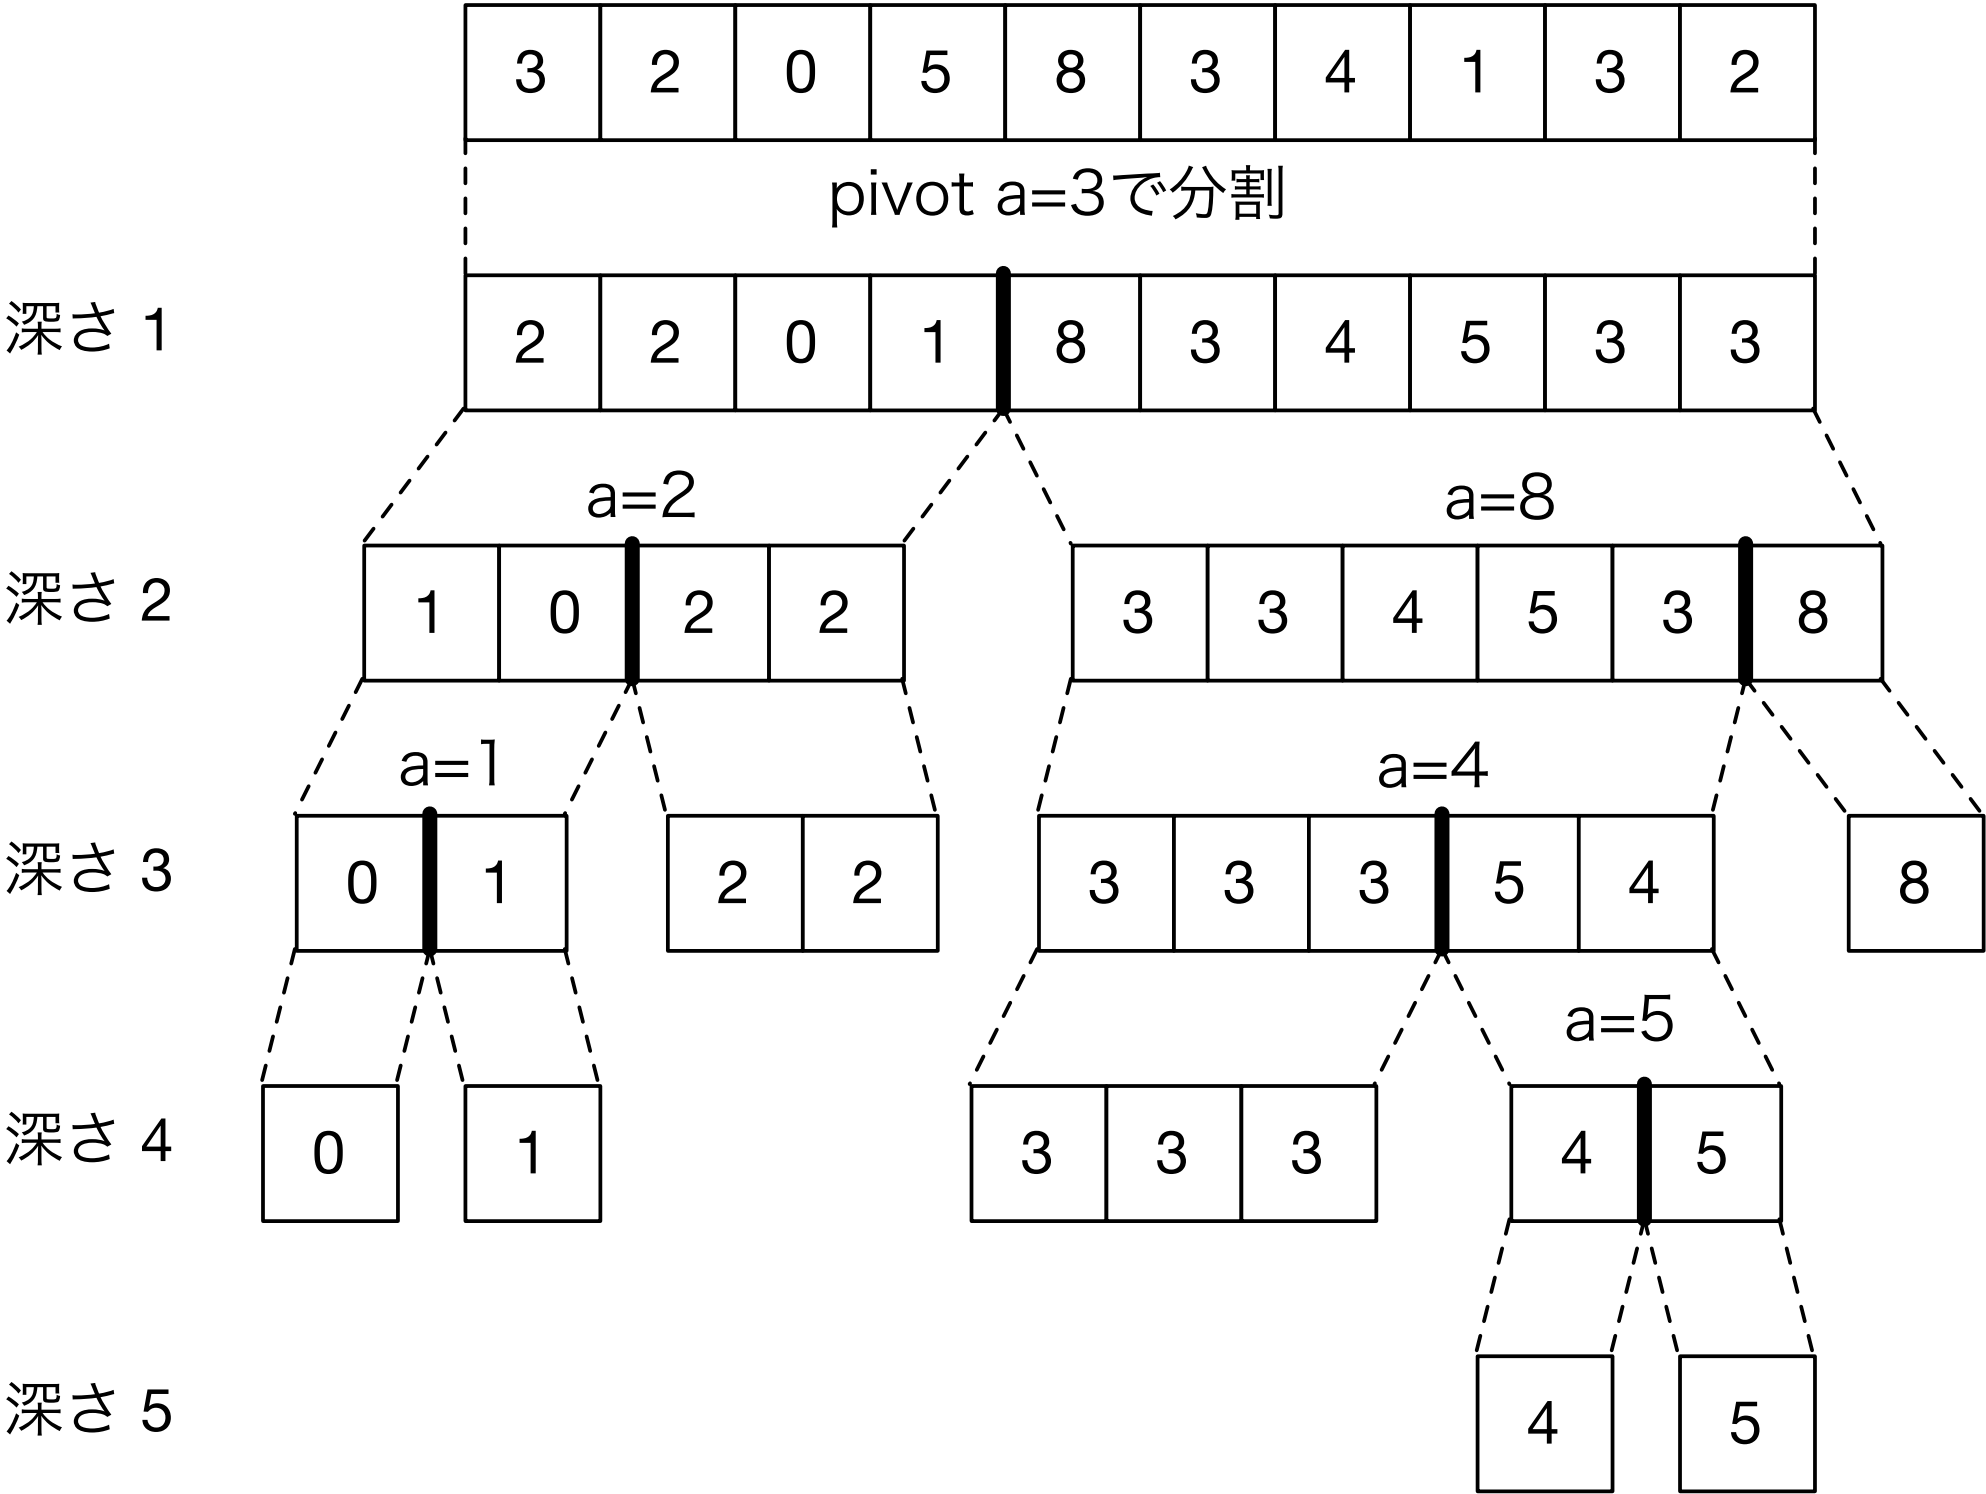 3 2 0 5 8 3 4 1 3 2
pivot a=3で分割
深さ 1 2 2 0 1 8 3 4 5 3 3
a=2 a=8
深さ 2 1 0 2 2 3 3 4 5 3 8
a=1 a=4
深さ 3 0 1 2 2 3 3 3 5 4 8
a=5
深さ 4 0 1 3 3 3 4 5
深さ 5 4 5